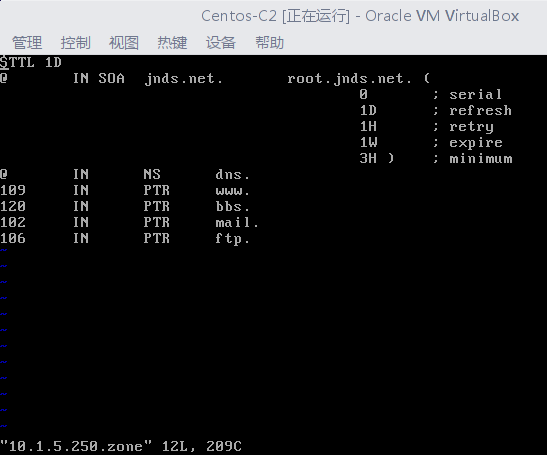 Centos-C2 [正在运行] - Oracle VM VirtualBox
管理 控制 视图 热键 设备 帮助
$TTL 1D
@ IN SOA jnds.net. root.jnds.net. (
0 ; serial
1D ; refresh
1H ; retry
1W ; expire
3H ) ; minimum
@ IN NS dns.
109 IN PTR www.
120 IN PTR bbs.
102 IN PTR mail.
106 IN PTR ftp.
~
~
~
~
~
~
~
~
~
~
~
~
"10.1.5.250.zone" 12L, 209C